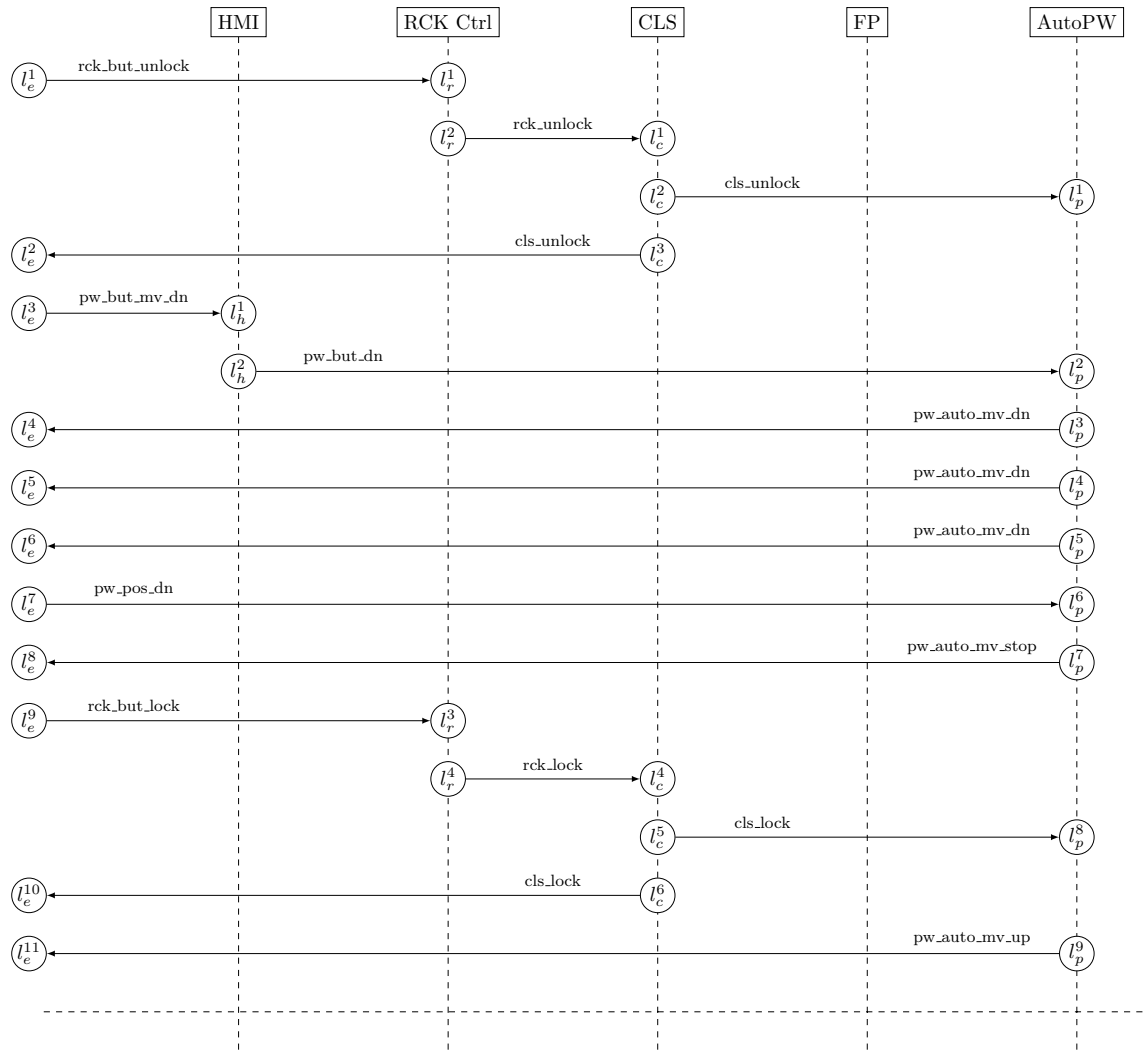 HMI RCK Ctrl CLS FP AutoPW
rck_but_unlock
l_e^1 l_r^1
rck_unlock
l_r^2 l_c^1
cls_unlock
l_c^2 l_p^1
cls_unlock
l_e^2 l_c^3
pw_but_mv_dn
l_e^3 l_h^1
pw_but_dn
l_h^2 l_p^2
pw_auto_mv_dn
l_e^4 l_p^3
pw_auto_mv_dn
l_e^5 l_p^4
pw_auto_mv_dn
l_e^6 l_p^5
pw_pos_dn
l_e^7 l_p^6
pw_auto_mv_stop
l_e^8 l_p^7
rck_but_lock
l_e^9 l_r^3
rck_lock
l_r^4 l_c^4
cls_lock
l_c^5 l_p^8
cls_lock
l_e^10 l_c^6
pw_auto_mv_up
l_e^11 l_p^9